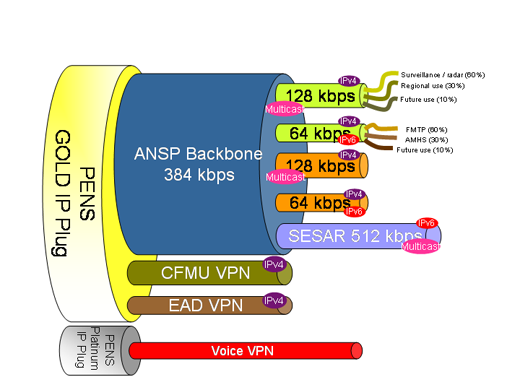 PENS
GOLD IP Plug
ANSP Backbone
384 kbps
IPv4
128 kbps
Multicast
Surveillance / radar (60%)
Regional use (30%)
Future use (10%)
IPv4
64 kbps
IPv6
FMTP (60%)
AMHS (30%)
Future use (10%)
IPv4
128 kbps
Multicast
IPv4
64 kbps
IPv6
IPv6
SESAR 512 kbps
Multicast
CFMU VPN
IPv4
EAD VPN
IPv4
PENS
Platinum
IP Plug
Voice VPN